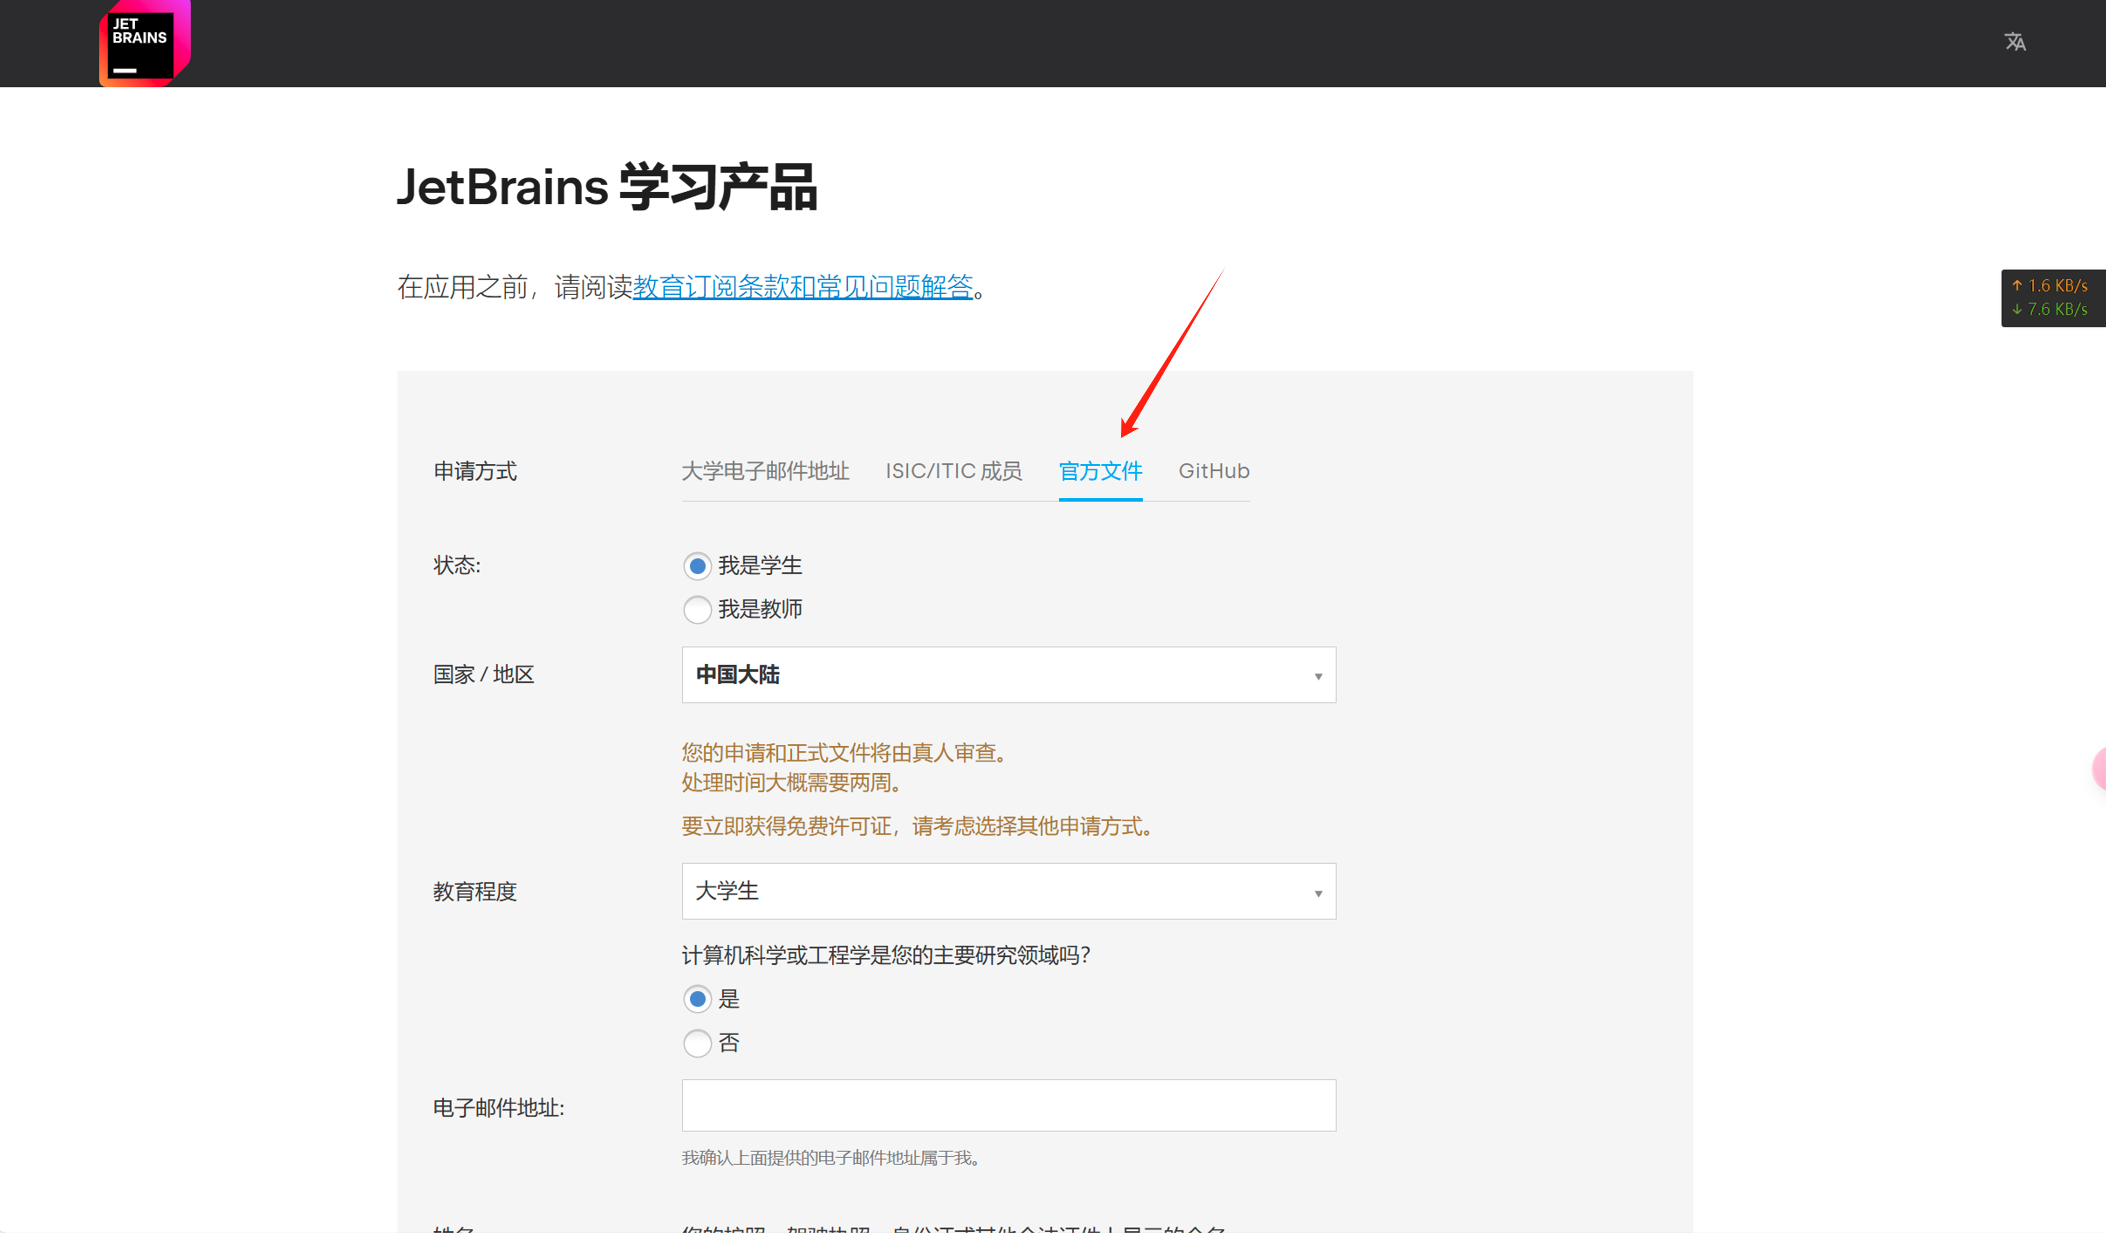 JET
BRAINS
JetBrains 学习产品
在应用之前，请阅读教育订阅条款和常见问题解答。
↑ 1.6 KB/s
↓ 7.6 KB/s
申请方式
大学电子邮件地址 ISIC/ITIC 成员 官方文件 GitHub
状态:
我是学生
我是教师
国家 / 地区
中国大陆
您的申请和正式文件将由真人审查。
处理时间大概需要两周。
要立即获得免费许可证，请考虑选择其他申请方式。
教育程度
大学生
计算机科学或工程学是您的主要研究领域吗？
是
否
电子邮件地址:
我确认上面提供的电子邮件地址属于我。